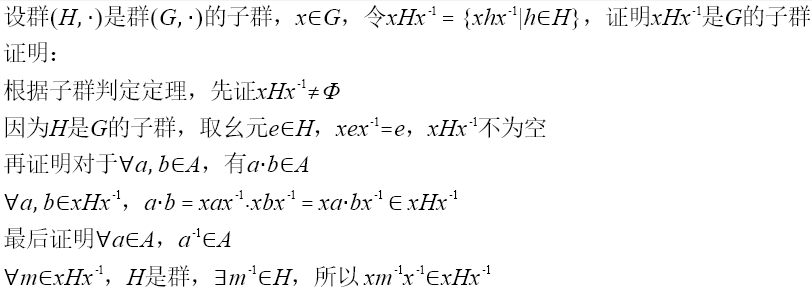 设群(H, ·)是群(G, ·)的子群，x∈G，令xHx⁻¹ = {xhx⁻¹|h∈H}，证明xHx⁻¹是G的子群
证明：
根据子群判定定理，先证xHx⁻¹≠Φ
因为H是G的子群，取幺元e∈H，xex⁻¹=e，xHx⁻¹不为空
再证明对于∀a, b∈A，有a·b∈A
∀a, b∈xHx⁻¹，a·b = xax⁻¹·xbx⁻¹ = xa·bx⁻¹ ∈ xHx⁻¹
最后证明∀a∈A，a⁻¹∈A
∀m∈xHx⁻¹，H是群，∃m⁻¹∈H，所以 xm⁻¹x⁻¹∈xHx⁻¹